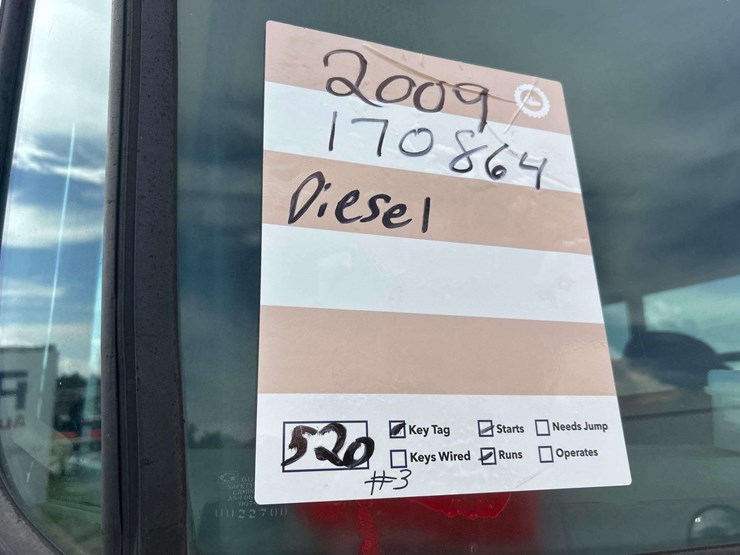 2009
170864
Diesel
520
Key Tag
Starts
Needs Jump
Keys Wired
Runs
Operates
#3